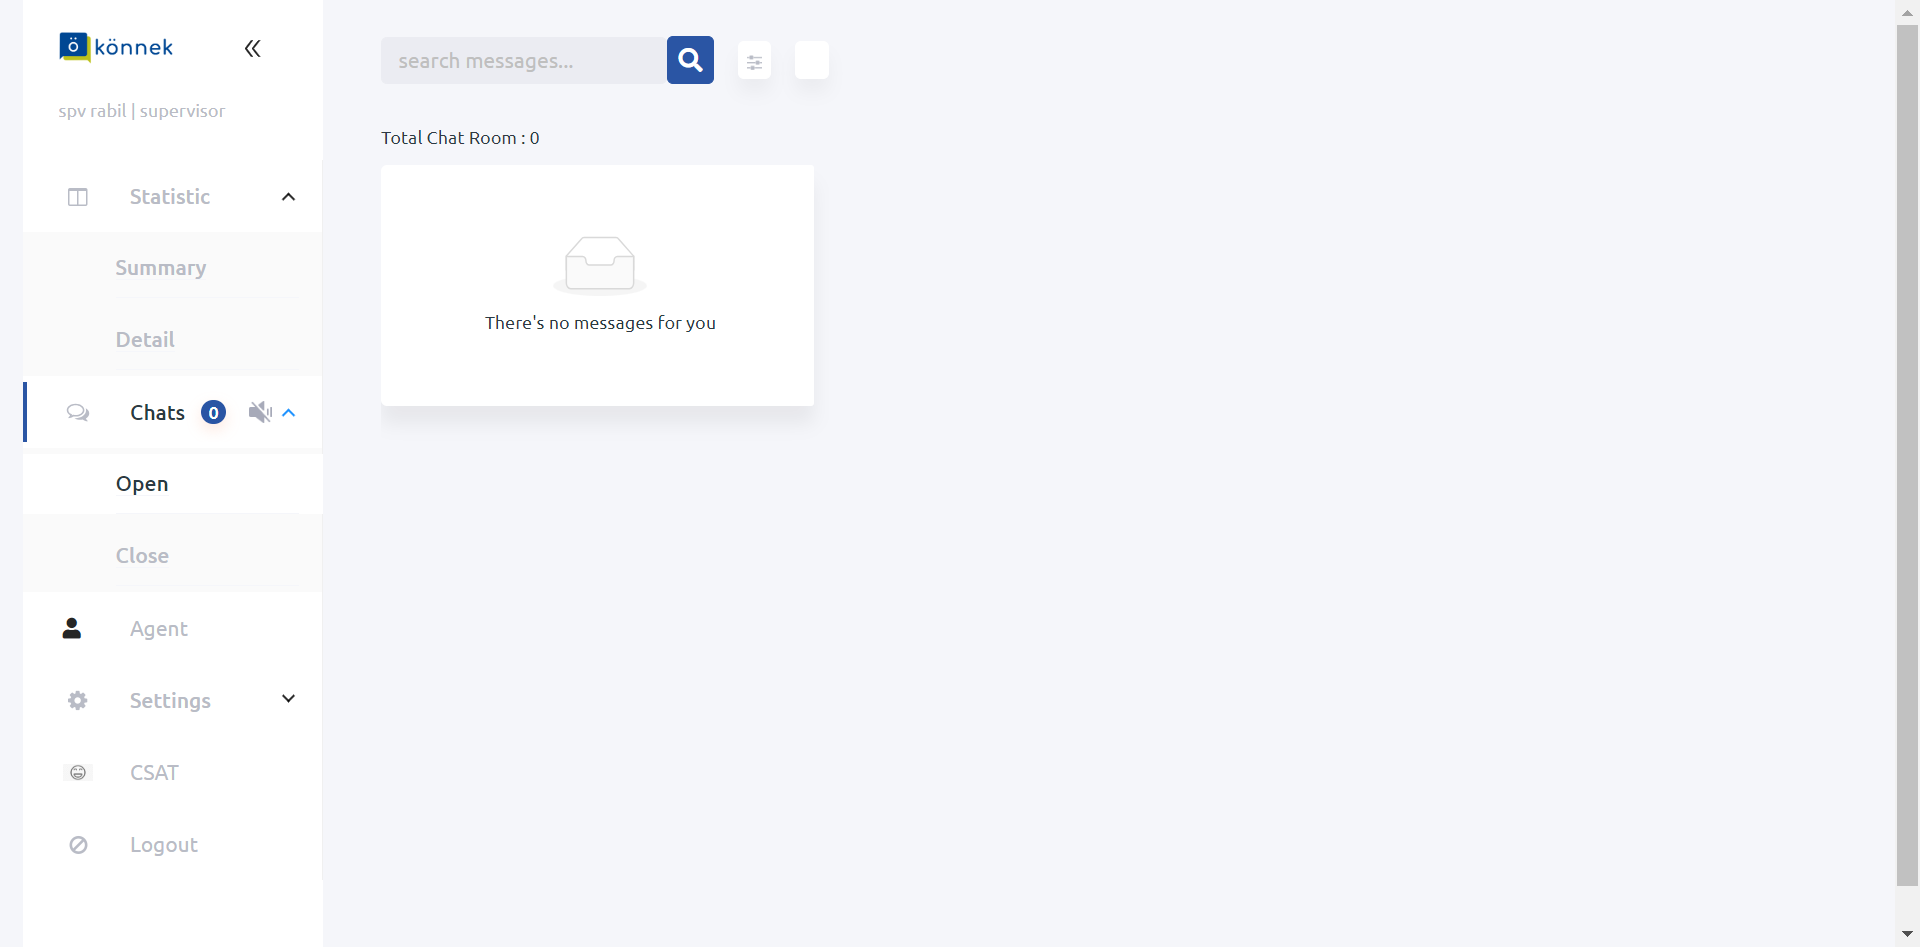 ö könnek
spv rabil | supervisor
Statistic
Summary
Detail
Chats 0
Open
Close
Agent
Settings
CSAT
Logout
search messages...
Total Chat Room : 0
There's no messages for you